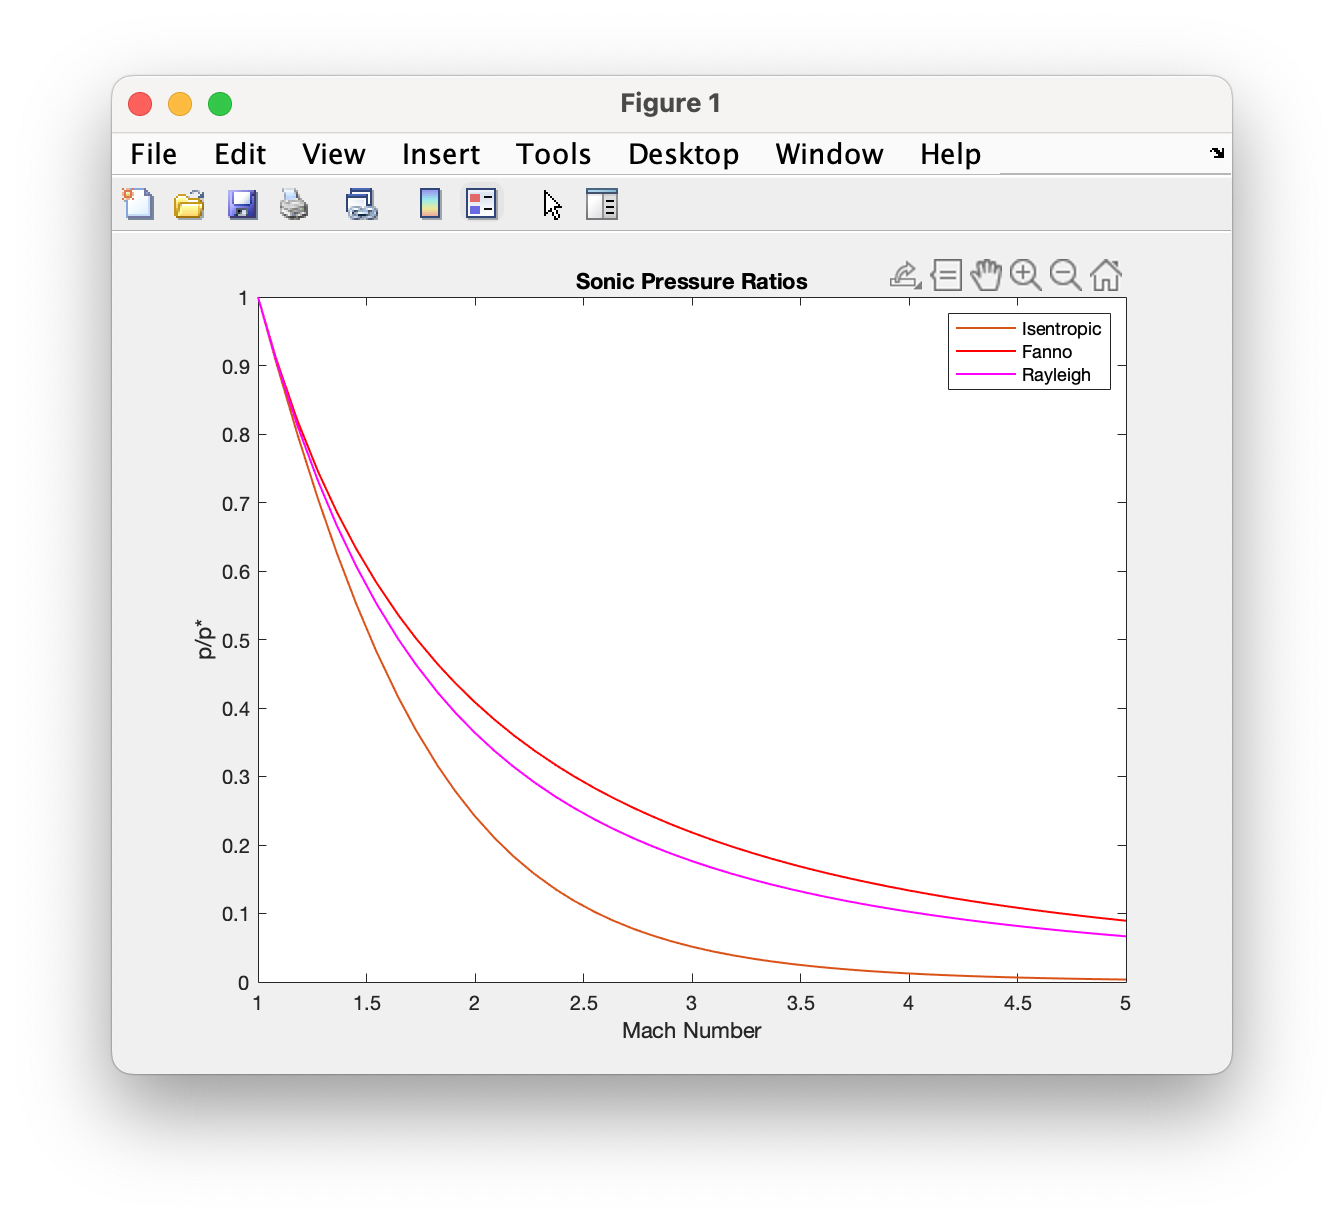 Figure 1
File Edit View Insert Tools Desktop Window Help
Sonic Pressure Ratios
Isentropic
Fanno
Rayleigh
p/p*
1
0.9
0.8
0.7
0.6
0.5
0.4
0.3
0.2
0.1
0
1 1.5 2 2.5 3 3.5 4 4.5 5
Mach Number